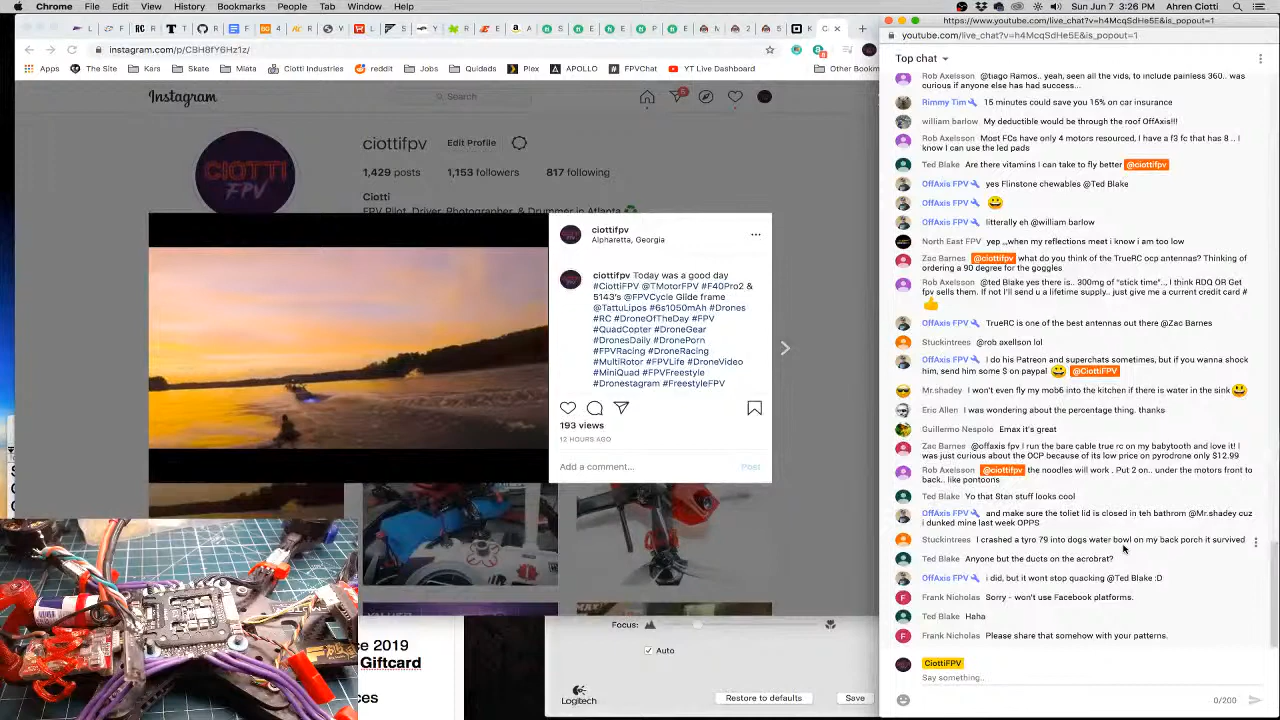 Chrome File Edit View History Bookmarks People Tab Window Help
Sun Jun 7 3:26 PM Ahren Ciotti
https://www.youtube.com/live_chat?v=h4McqSdHe5E&is_popout=1
youtube.com/live_chat?v=h4McqSdHe5E&is_popout=1
instagram.com/p/CBH8fY6Hz1z/
Apps The Site Karen Skate Miata Ciotti Industries reddit Jobs Quidads Plex APOLLO FPVChat YT Live Dashboard Other Bookm
Instagram
Search
CIOTTI
FPV
ciottifpv Edit Profile
1,429 posts 1,153 followers 817 following
Ciotti
FPV Pilot, Driver, Photographer, & Drummer in Atlanta
ciottifpv
Alpharetta, Georgia
ciottifpv Today was a good day
#CiottiFPV @TMotorFPV #F40Pro2 &
5143's @FPVCycle Glide frame
@TattuLipos #6s1050mAh #Drones
#RC #DroneOfTheDay #FPV
#QuadCopter #DroneGear
#DronesDaily #DronePorn
#FPVRacing #DroneRacing
#MultiRotor #FPVLife #DroneVideo
#MiniQuad #FPVFreestyle
#Dronestagram #FreestyleFPV
193 views
12 HOURS AGO
Add a comment... Post
ce 2019
Giftcard
ces
Focus:
Auto
Logitech
Restore to defaults Save
Top chat
Rob Axelsson @tiago Ramos.. yeah, seen all the vids, to include painless 360.. was
curious if anyone else has had success...
Rimmy Tim 15 minutes could save you 15% on car insurance
william barlow My deductible would be through the roof OffAxis!!!
Rob Axelsson Most FCs have only 4 motors resourced, I have a f3 fc that has 8 .. I
know I can use the led pads
Ted Blake Are there vitamins I can take to fly better @ciottifpv
OffAxis FPV yes Flinstone chewables @Ted Blake
OffAxis FPV 😀
OffAxis FPV litterally eh @william barlow
North East FPV yep ,,,when my reflections meet i know i am too low
Zac Barnes @ciottifpv what do you think of the TrueRC ocp antennas? Thinking of
ordering a 90 degree for the goggles
Rob Axelsson @ted Blake yes there is.. 300mg of "stick time".., I think RDQ OR Get
fpv sells them. If not I'll send u a lifetime supply.. just give me a current credit card #
👍
OffAxis FPV TrueRC is one of the best antennas out there @Zac Barnes
Stuckintrees @rob axellson lol
OffAxis FPV I do his Patreon and superchats sometimes, but if you wanna shock
him, send him some $ on paypal 😀 @CiottiFPV
Mr.shadey I won't even fly my mob6 into the kitchen if there is water in the sink😃
Eric Allen I was wondering about the percentage thing. thanks
Guillermo Nespolo Emax it's great
Zac Barnes @offaxis fpv I run the bare cable true rc on my babytooth and love it! I
was just curious about the OCP because of its low price on pyrodrone only $12.99
Rob Axelsson @ciottifpv the noodles will work . Put 2 on.. under the motors front to
back.. like pontoons
Ted Blake Yo that Stan stuff looks cool
OffAxis FPV and make sure the toliet lid is closed in teh bathrom @Mr.shadey cuz
i dunked mine last week OPPS
Stuckintrees I crashed a tyro 79 into dogs water bowl on my back porch it survived
Ted Blake Anyone but the ducts on the acrobrat?
OffAxis FPV i did, but it wont stop quacking @Ted Blake :D
Frank Nicholas Sorry - won't use Facebook platforms.
Ted Blake Haha
Frank Nicholas Please share that somehow with your patterns.
CiottiFPV
Say something...
0/200